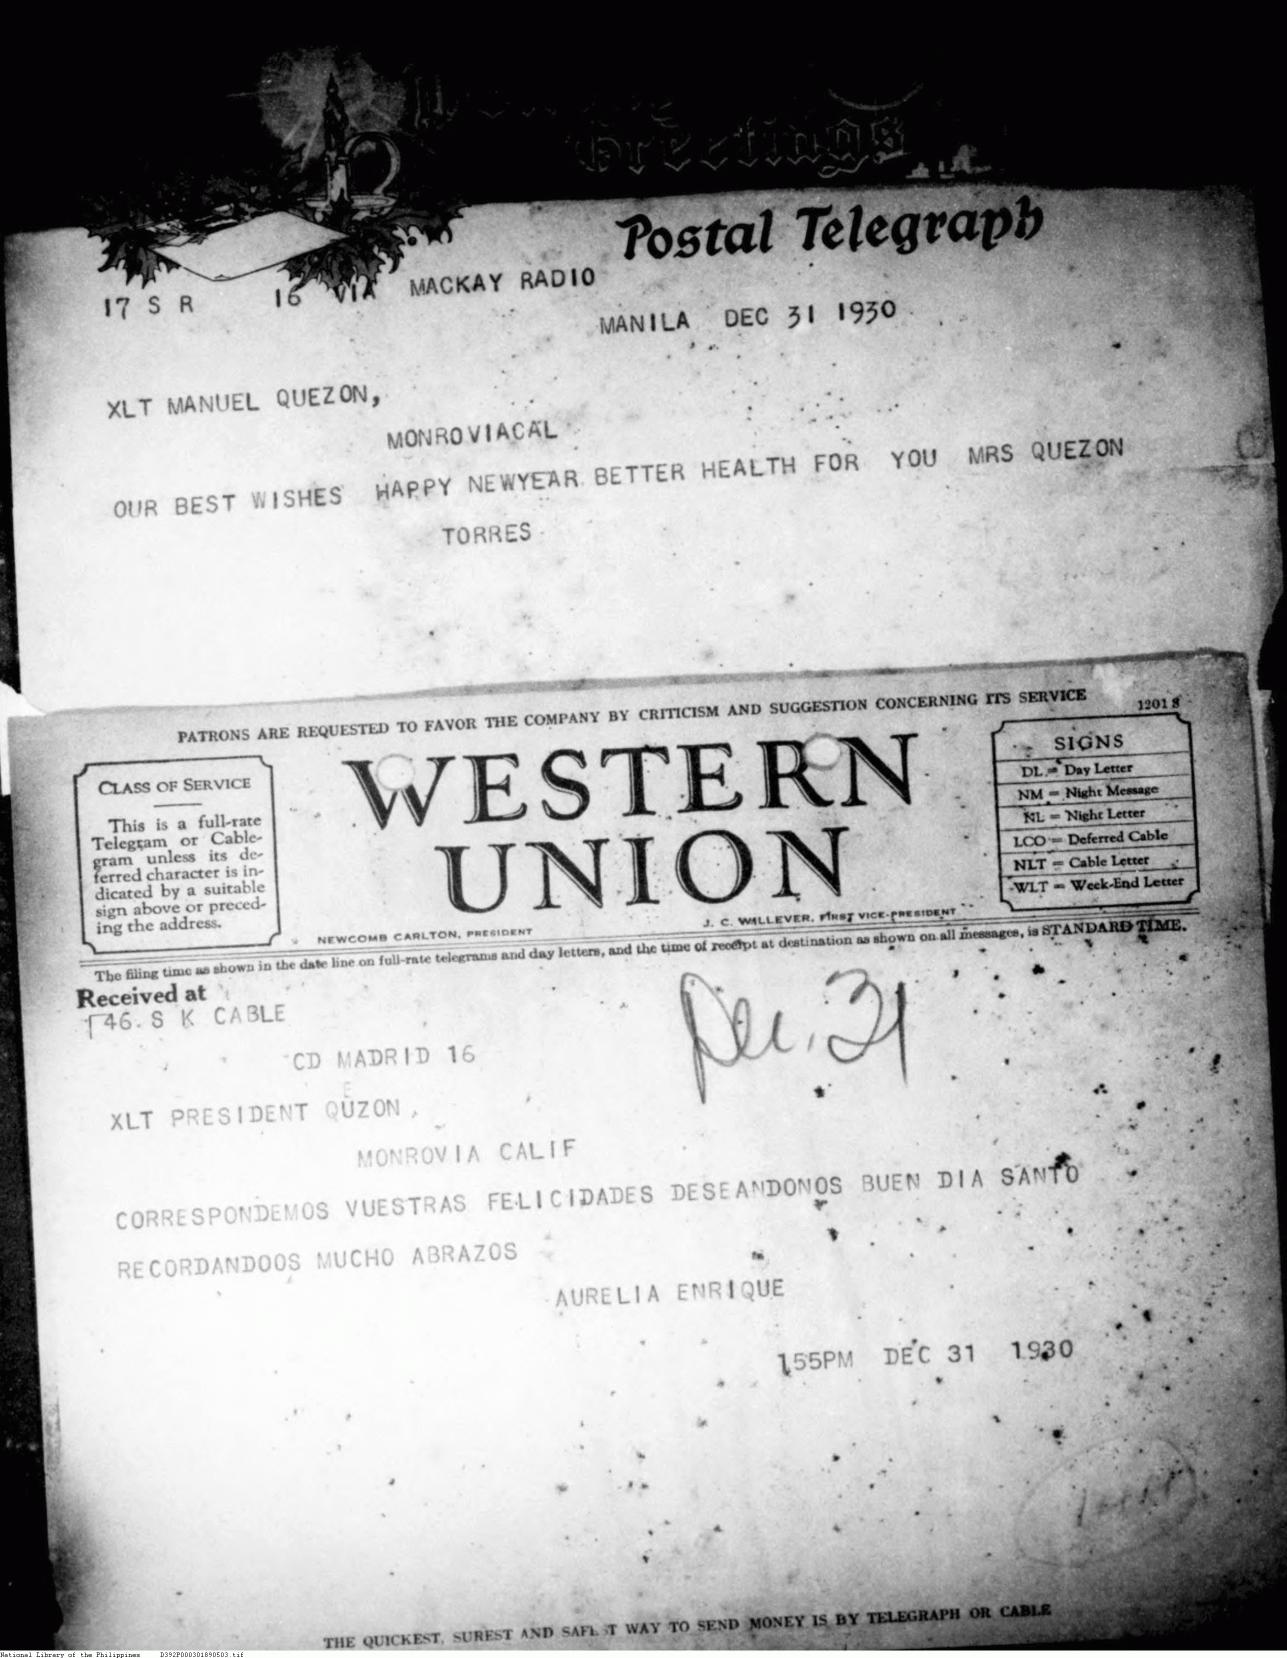 Greetings
Postal Telegraph
17 S R 16 VIA MACKAY RADIO
MANILA DEC 31 1930
XLT MANUEL QUEZON,
MONROVIACAL
OUR BEST WISHES HAPPY NEWYEAR BETTER HEALTH FOR YOU MRS QUEZON
TORRES
PATRONS ARE REQUESTED TO FAVOR THE COMPANY BY CRITICISM AND SUGGESTION CONCERNING ITS SERVICE
1201 S
CLASS OF SERVICE
This is a full-rate
Telegram or Cable-
gram unless its de-
ferred character is in-
dicated by a suitable
sign above or preced-
ing the address.
WESTERN
UNION
NEWCOMB CARLTON, PRESIDENT
J. C. WILLEVER, FIRST VICE-PRESIDENT
SIGNS
DL = Day Letter
NM = Night Message
NL = Night Letter
LCO = Deferred Cable
NLT = Cable Letter
WLT = Week-End Letter
The filing time as shown in the date line on full-rate telegrams and day letters, and the time of receipt at destination as shown on all messages, is STANDARD TIME.
Received at
46 S K CABLE
Dec. 31
CD MADRID 16
E
XLT PRESIDENT QUZON,
MONROVIA CALIF
CORRESPONDEMOS VUESTRAS FELICIDADES DESEANDONOS BUEN DIA SANTO
RECORDANDOOS MUCHO ABRAZOS
AURELIA ENRIQUE
155PM DEC 31 1930
THE QUICKEST, SUREST AND SAFEST WAY TO SEND MONEY IS BY TELEGRAPH OR CABLE
National Library of the Philippines D392P000301890503.tif